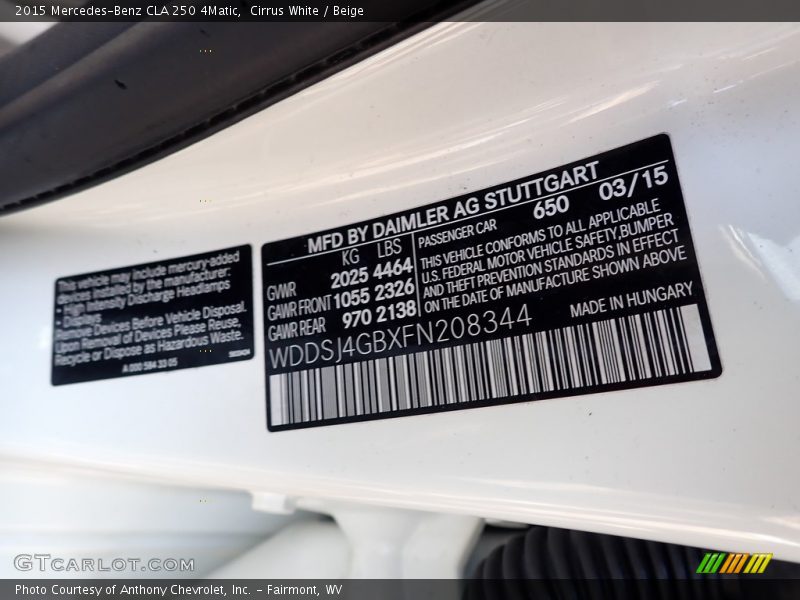 2015 Mercedes-Benz CLA 250 4Matic, Cirrus White / Beige
This vehicle may include mercury-added
devices installed by the manufacturer:
- High Intensity Discharge Headlamps
- Displays
Remove Devices Before Vehicle Disposal.
Upon Removal of Devices Please Reuse,
Recycle or Dispose as Hazardous Waste.
A 000 584 33 05
MFD BY DAIMLER AG STUTTGART
KG LBS
GWWR 2025 4464
GAWR FRONT 1055 2326
GAWR REAR 970 2138
PASSENGER CAR 650 03/15
THIS VEHICLE CONFORMS TO ALL APPLICABLE
U.S. FEDERAL MOTOR VEHICLE SAFETY, BUMPER
AND THEFT PREVENTION STANDARDS IN EFFECT
ON THE DATE OF MANUFACTURE SHOWN ABOVE
WDDSJ4GBXFN208344
MADE IN HUNGARY
GTCARLOT.COM
Photo Courtesy of Anthony Chevrolet, Inc. - Fairmont, WV